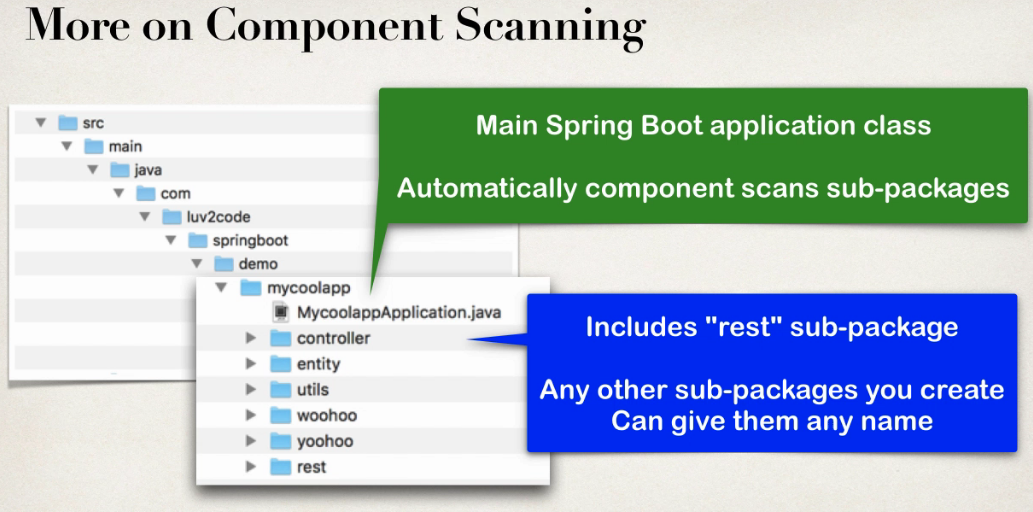 More on Component Scanning
src
main
java
com
luv2code
springboot
demo
mycoolapp
MycoolappApplication.java
controller
entity
utils
woohoo
yoohoo
rest
Main Spring Boot application class
Automatically component scans sub-packages
Includes "rest" sub-package
Any other sub-packages you create
Can give them any name